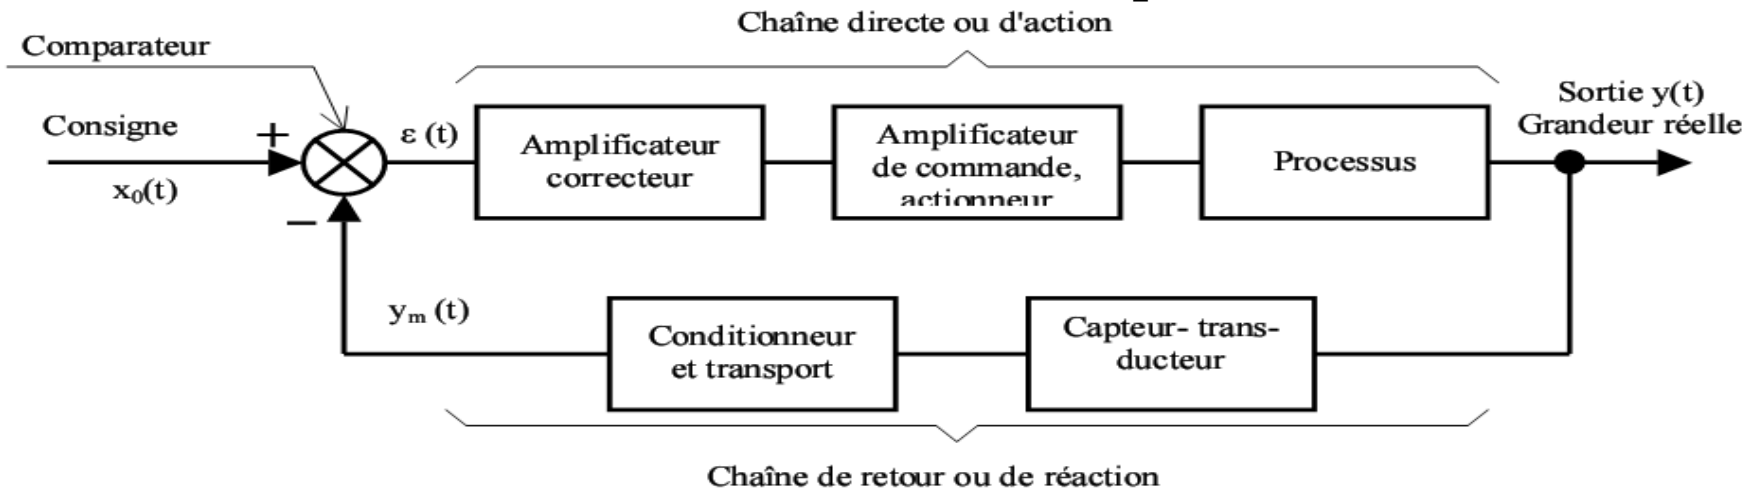 Chaîne directe ou d'action
Comparateur
Consigne
+
x₀(t)
ε (t)
Amplificateur
correcteur
Amplificateur
de commande,
actionneur
Processus
Sortie y(t)
Grandeur réelle
−
yₘ (t)
Conditionneur
et transport
Capteur- trans-
ducteur
Chaîne de retour ou de réaction